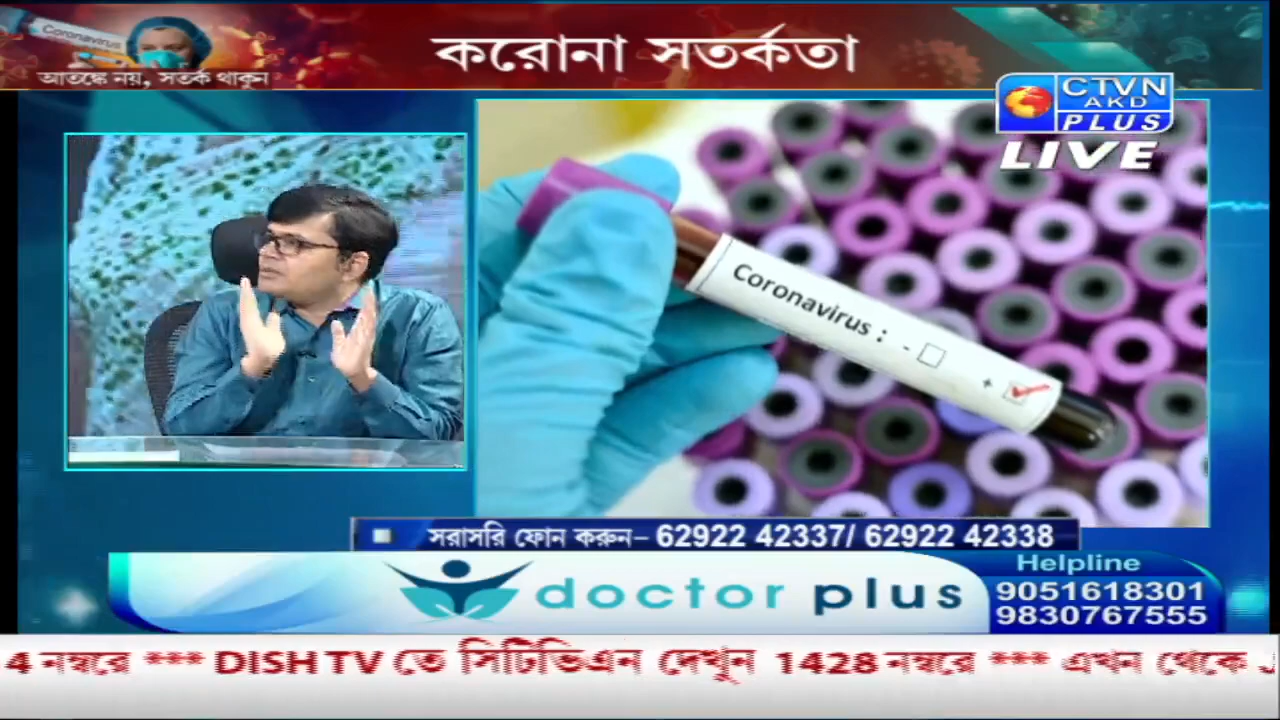 Coronavirus
আতঙ্কে নয়, সতর্ক থাকুন
করোনা সতর্কতা
CTVN
AKD
PLUS
LIVE
Coronavirus :
-
+
সরাসরি ফোন করুন– 62922 42337/ 62922 42338
doctor plus
Helpline
9051618301
9830767555
4 নম্বরে *** DISH TV তে সিটিভিএন দেখুন 1428 নম্বরে *** এখন থেকে